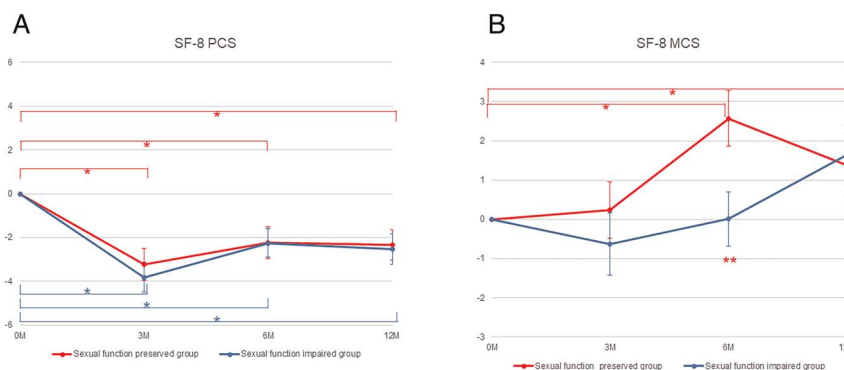 A
B
SF-8 PCS
SF-8 MCS
6
4
2
0
-2
-4
-6
*
*
*
*
*
*
0M
3M
6M
12M
Sexual function preserved group
Sexual function impaired group
4
3
2
1
0
-1
-2
-3
*
*
**
0M
3M
6M
Sexual function preserved group
Sexual function impaired group